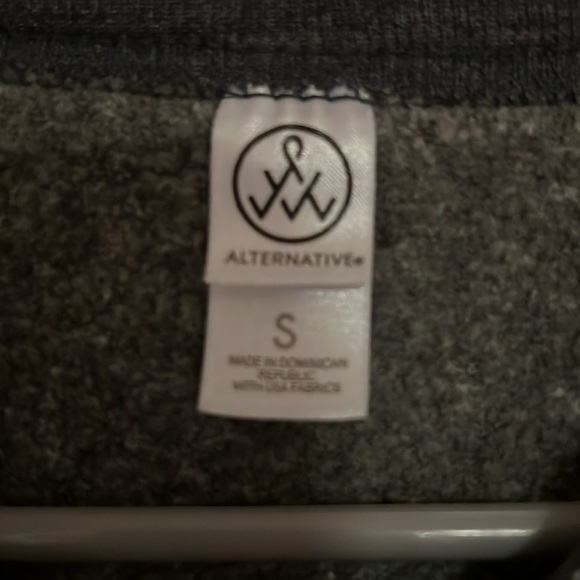 ALTERNATIVE®
S
MADE IN DOMINICAN
REPUBLIC
WITH USA FABRICS